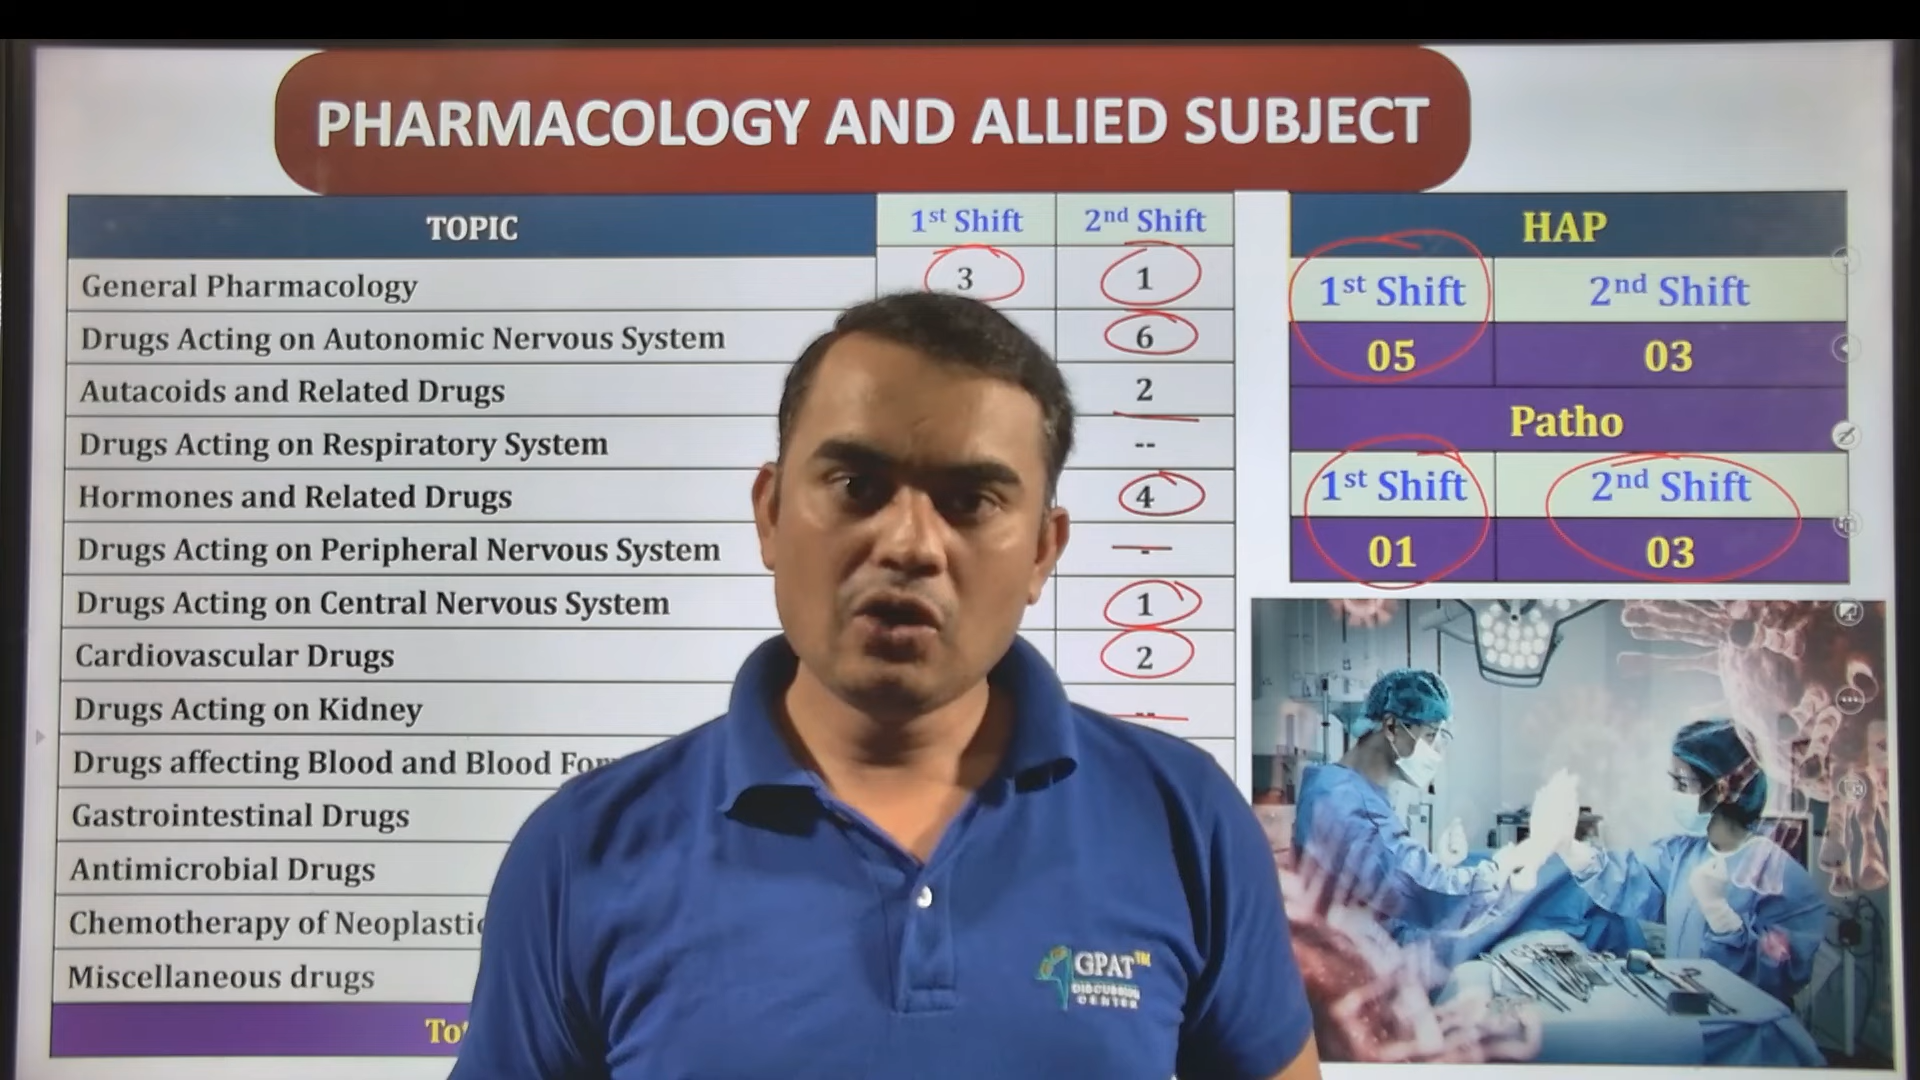 PHARMACOLOGY AND ALLIED SUBJECT
TOPIC 1st Shift 2nd Shift
General Pharmacology 3 1
Drugs Acting on Autonomic Nervous System 6
Autacoids and Related Drugs 2
Drugs Acting on Respiratory System --
Hormones and Related Drugs 4
Drugs Acting on Peripheral Nervous System -
Drugs Acting on Central Nervous System 1
Cardiovascular Drugs 2
Drugs Acting on Kidney --
Drugs affecting Blood and Blood
Gastrointestinal Drugs
Antimicrobial Drugs
Chemotherapy of
Miscellaneous drugs
HAP
1st Shift 2nd Shift
05 03
Patho
1st Shift 2nd Shift
01 03
GPAT™
DISCUSSION
CENTER